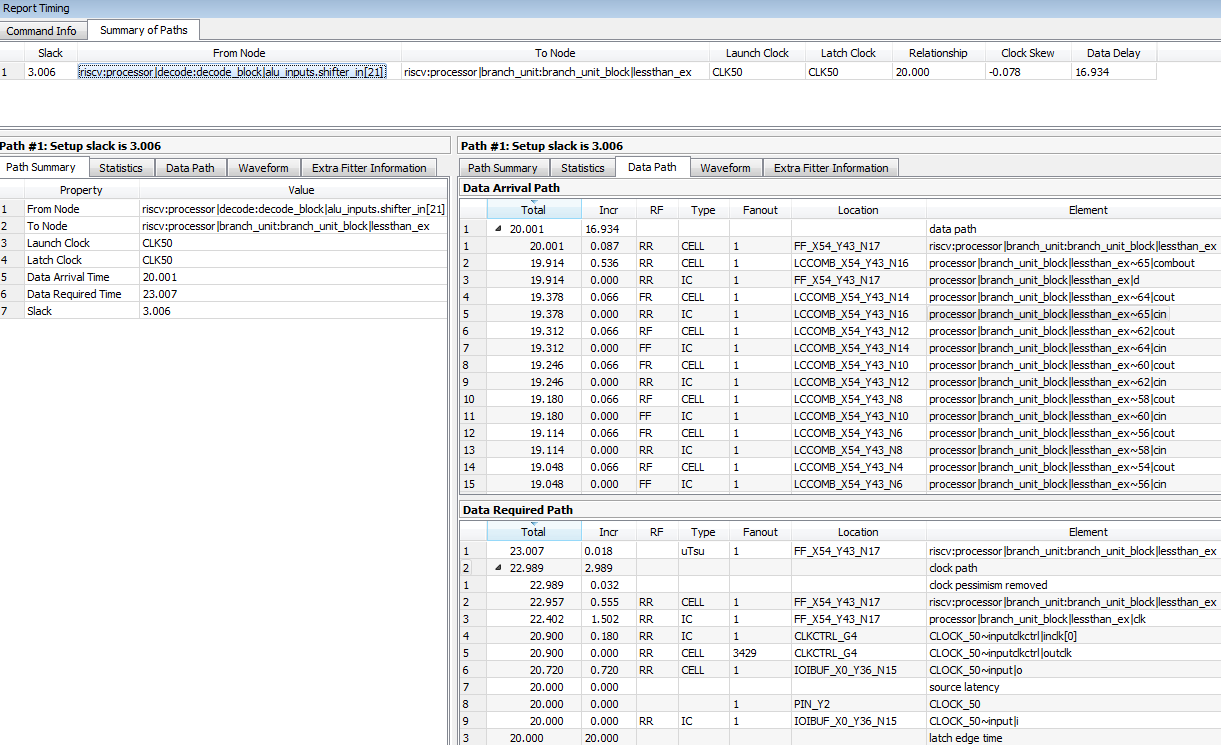 Report Timing
Command Info Summary of Paths
Slack From Node To Node Launch Clock Latch Clock Relationship Clock Skew Data Delay
1 3.006 riscv:processor|decode:decode_block|alu_inputs.shifter_in[21] riscv:processor|branch_unit:branch_unit_block|lessthan_ex CLK50 CLK50 20.000 -0.078 16.934
Path #1: Setup slack is 3.006
Path Summary Statistics Data Path Waveform Extra Fitter Information
Property Value
1 From Node riscv:processor|decode:decode_block|alu_inputs.shifter_in[21]
2 To Node riscv:processor|branch_unit:branch_unit_block|lessthan_ex
3 Launch Clock CLK50
4 Latch Clock CLK50
5 Data Arrival Time 20.001
6 Data Required Time 23.007
7 Slack 3.006
Path #1: Setup slack is 3.006
Path Summary Statistics Data Path Waveform Extra Fitter Information
Data Arrival Path
Total Incr RF Type Fanout Location Element
1 20.001 16.934 data path
1 20.001 0.087 RR CELL 1 FF_X54_Y43_N17 riscv:processor|branch_unit:branch_unit_block|lessthan_ex
2 19.914 0.536 RR CELL 1 LCCOMB_X54_Y43_N16 processor|branch_unit_block|lessthan_ex~65|combout
3 19.914 0.000 RR IC 1 FF_X54_Y43_N17 processor|branch_unit_block|lessthan_ex|d
4 19.378 0.066 FR CELL 1 LCCOMB_X54_Y43_N14 processor|branch_unit_block|lessthan_ex~64|cout
5 19.378 0.000 RR IC 1 LCCOMB_X54_Y43_N16 processor|branch_unit_block|lessthan_ex~65|cin
6 19.312 0.066 RF CELL 1 LCCOMB_X54_Y43_N12 processor|branch_unit_block|lessthan_ex~62|cout
7 19.312 0.000 FF IC 1 LCCOMB_X54_Y43_N14 processor|branch_unit_block|lessthan_ex~64|cin
8 19.246 0.066 FR CELL 1 LCCOMB_X54_Y43_N10 processor|branch_unit_block|lessthan_ex~60|cout
9 19.246 0.000 RR IC 1 LCCOMB_X54_Y43_N12 processor|branch_unit_block|lessthan_ex~62|cin
10 19.180 0.066 RF CELL 1 LCCOMB_X54_Y43_N8 processor|branch_unit_block|lessthan_ex~58|cout
11 19.180 0.000 FF IC 1 LCCOMB_X54_Y43_N10 processor|branch_unit_block|lessthan_ex~60|cin
12 19.114 0.066 FR CELL 1 LCCOMB_X54_Y43_N6 processor|branch_unit_block|lessthan_ex~56|cout
13 19.114 0.000 RR IC 1 LCCOMB_X54_Y43_N8 processor|branch_unit_block|lessthan_ex~58|cin
14 19.048 0.066 RF CELL 1 LCCOMB_X54_Y43_N4 processor|branch_unit_block|lessthan_ex~54|cout
15 19.048 0.000 FF IC 1 LCCOMB_X54_Y43_N6 processor|branch_unit_block|lessthan_ex~56|cin
Data Required Path
Total Incr RF Type Fanout Location Element
1 23.007 0.018 uTsu 1 FF_X54_Y43_N17 riscv:processor|branch_unit:branch_unit_block|lessthan_ex
2 22.989 2.989 clock path
1 22.989 0.032 clock pessimism removed
2 22.957 0.555 RR CELL 1 FF_X54_Y43_N17 riscv:processor|branch_unit:branch_unit_block|lessthan_ex
3 22.402 1.502 RR IC 1 FF_X54_Y43_N17 processor|branch_unit_block|lessthan_ex|clk
4 20.900 0.180 RR IC 1 CLKCTRL_G4 CLOCK_50~inputclkctrl|inclk[0]
5 20.900 0.000 RR CELL 3429 CLKCTRL_G4 CLOCK_50~inputclkctrl|outclk
6 20.720 0.720 RR CELL 1 IOIBUF_X0_Y36_N15 CLOCK_50~input|o
7 20.000 0.000 source latency
8 20.000 0.000 1 PIN_Y2 CLOCK_50
9 20.000 0.000 RR IC 1 IOIBUF_X0_Y36_N15 CLOCK_50~input|i
3 20.000 20.000 latch edge time